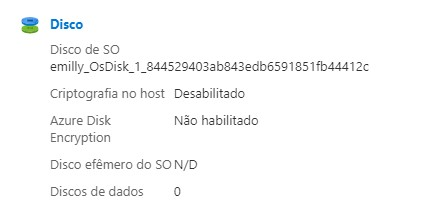 Disco
Disco de SO
emilly_OsDisk_1_844529403ab843edb6591851fb44412c
Criptografia no host Desabilitado
Azure Disk Não habilitado
Encryption
Disco efêmero do SO N/D
Discos de dados 0